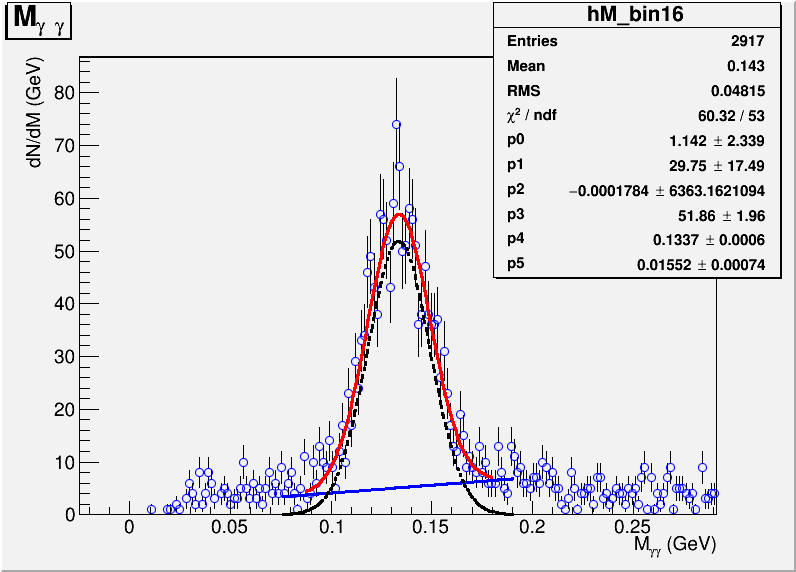 M γ γ
hM_bin16
Entries 2917
Mean 0.143
RMS 0.04815
χ² / ndf 60.32 / 53
p0 1.142 ± 2.339
p1 29.75 ± 17.49
p2 −0.0001784 ± 6363.1621094
p3 51.86 ± 1.96
p4 0.1337 ± 0.0006
p5 0.01552 ± 0.00074
dN/dM (GeV)
80
70
60
50
40
30
20
10
0
0 0.05 0.1 0.15 0.2 0.25
Mγγ (GeV)